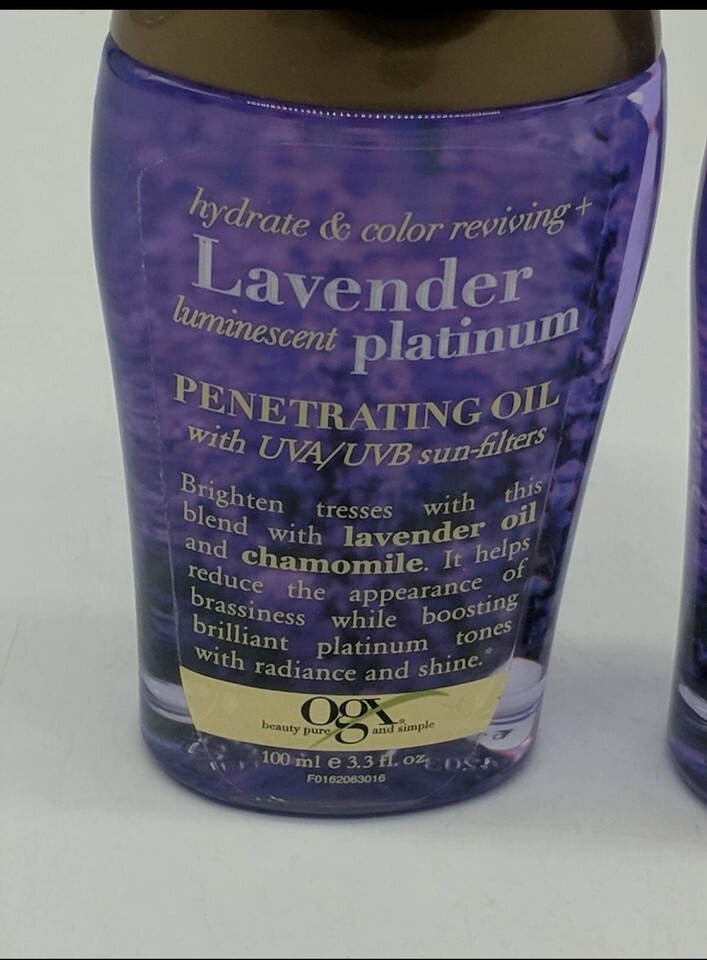 hydrate & color reviving +
Lavender
luminescent platinum
PENETRATING OIL
with UVA/UVB sun-filters
Brighten tresses with this
blend with lavender oil
and chamomile. It helps
reduce the appearance of
brassiness while boosting
brilliant platinum tones
with radiance and shine.*
ogx®
beauty pure and simple
100 ml e 3.3 fl. oz.
F0162063016